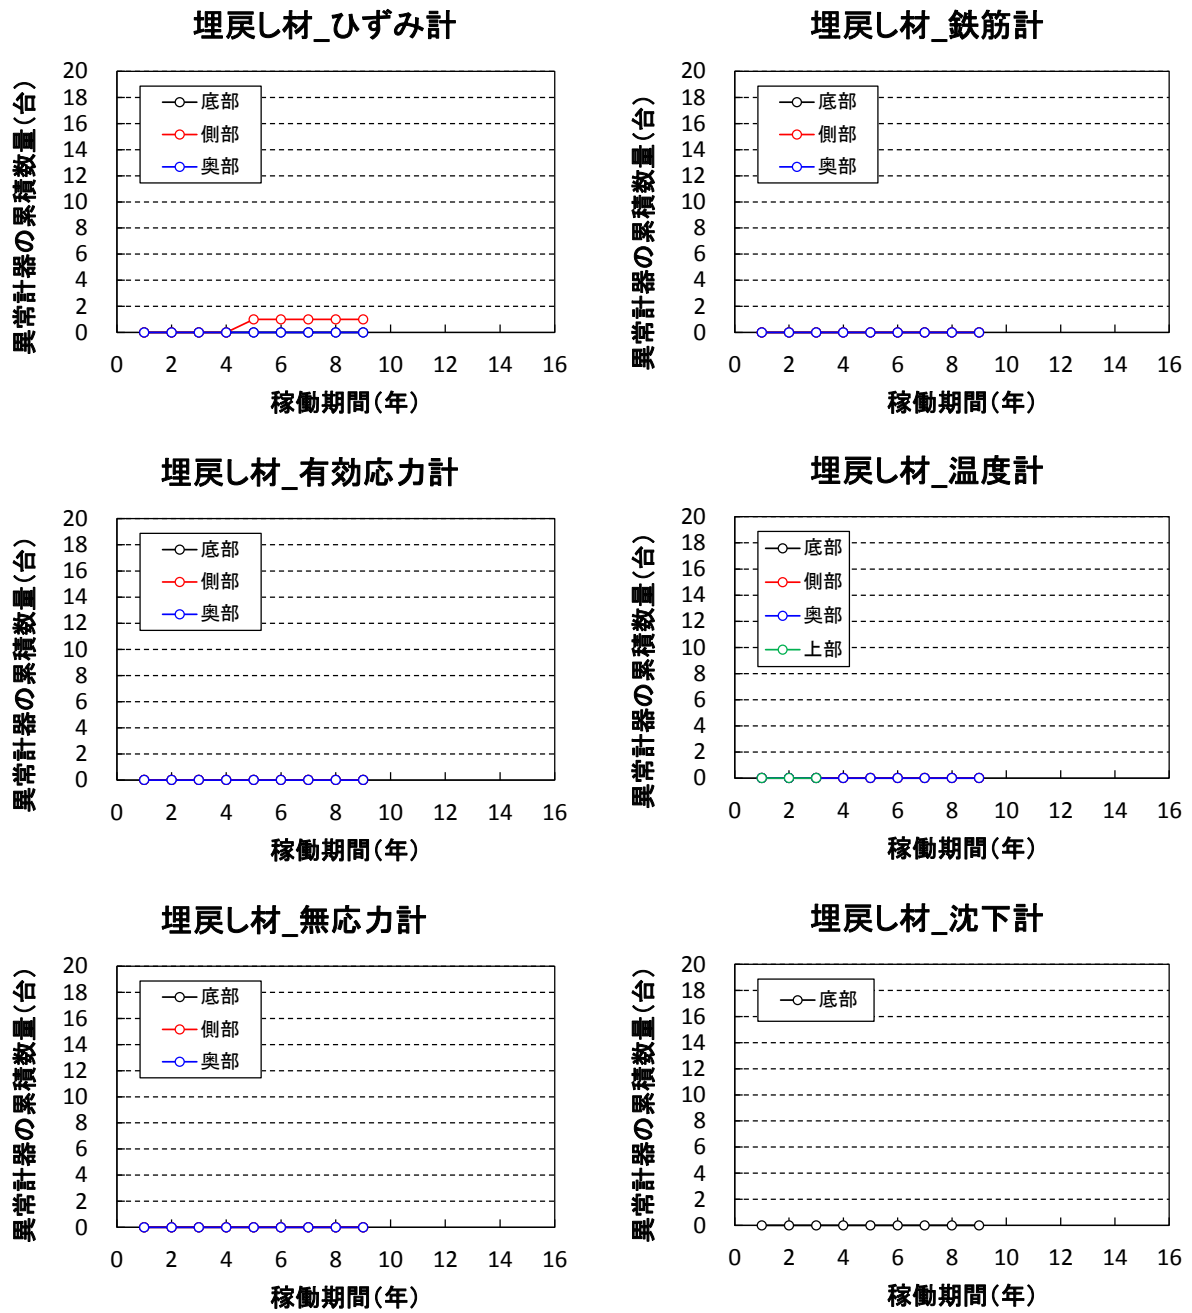 埋戻し材_ひずみ計
異常計器の累積数量(台)
20
18
16
14
12
10
8
6
4
2
0
底部
側部
奥部
0 2 4 6 8 10 12 14 16
稼働期間(年)
埋戻し材_鉄筋計
異常計器の累積数量(台)
20
18
16
14
12
10
8
6
4
2
0
底部
側部
奥部
0 2 4 6 8 10 12 14 16
稼働期間(年)
埋戻し材_有効応力計
異常計器の累積数量(台)
20
18
16
14
12
10
8
6
4
2
0
底部
側部
奥部
0 2 4 6 8 10 12 14 16
稼働期間(年)
埋戻し材_温度計
異常計器の累積数量(台)
20
18
16
14
12
10
8
6
4
2
0
底部
側部
奥部
上部
0 2 4 6 8 10 12 14 16
稼働期間(年)
埋戻し材_無応力計
異常計器の累積数量(台)
20
18
16
14
12
10
8
6
4
2
0
底部
側部
奥部
0 2 4 6 8 10 12 14 16
稼働期間(年)
埋戻し材_沈下計
異常計器の累積数量(台)
20
18
16
14
12
10
8
6
4
2
0
底部
0 2 4 6 8 10 12 14 16
稼働期間(年)